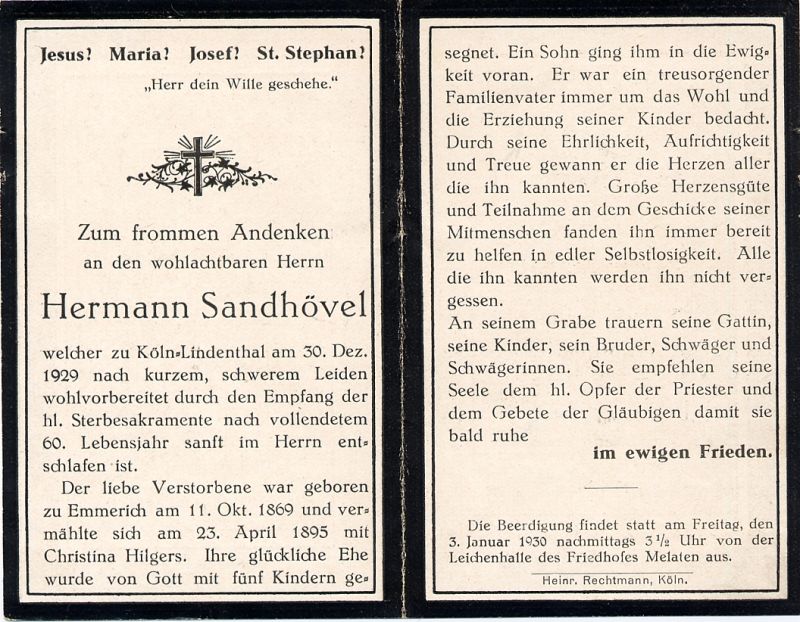 Jesus! Maria! Josef! St. Stephan!
„Herr dein Wille geschehe."
Zum frommen Andenken
an den wohlachtbaren Herrn
Hermann Sandhövel
welcher zu Köln-Lindenthal am 30. Dez.
1929 nach kurzem, schwerem Leiden
wohlvorbereitet durch den Empfang der
hl. Sterbesakramente nach vollendetem
60. Lebensjahr sanft im Herrn ent-
schlafen ist.
Der liebe Verstorbene war geboren
zu Emmerich am 11. Okt. 1869 und ver-
mählte sich am 23. April 1895 mit
Christina Hilgers. Ihre glückliche Ehe
wurde von Gott mit fünf Kindern ge-
segnet. Ein Sohn ging ihm in die Ewig-
keit voran. Er war ein treusorgender
Familienvater immer um das Wohl und
die Erziehung seiner Kinder bedacht.
Durch seine Ehrlichkeit, Aufrichtigkeit
und Treue gewann er die Herzen aller
die ihn kannten. Große Herzensgüte
und Teilnahme an dem Geschicke seiner
Mitmenschen fanden ihn immer bereit
zu helfen in edler Selbstlosigkeit. Alle
die ihn kannten werden ihn nicht ver-
gessen.
An seinem Grabe trauern seine Gattin,
seine Kinder, sein Bruder, Schwäger und
Schwägerinnen. Sie empfehlen seine
Seele dem hl. Opfer der Priester und
dem Gebete der Gläubigen damit sie
bald ruhe
im ewigen Frieden.
Die Beerdigung findet statt am Freitag, den
3. Januar 1930 nachmittags 3 1/2 Uhr von der
Leichenhalle des Friedhofes Melaten aus.
Heinr. Rechtmann, Köln.